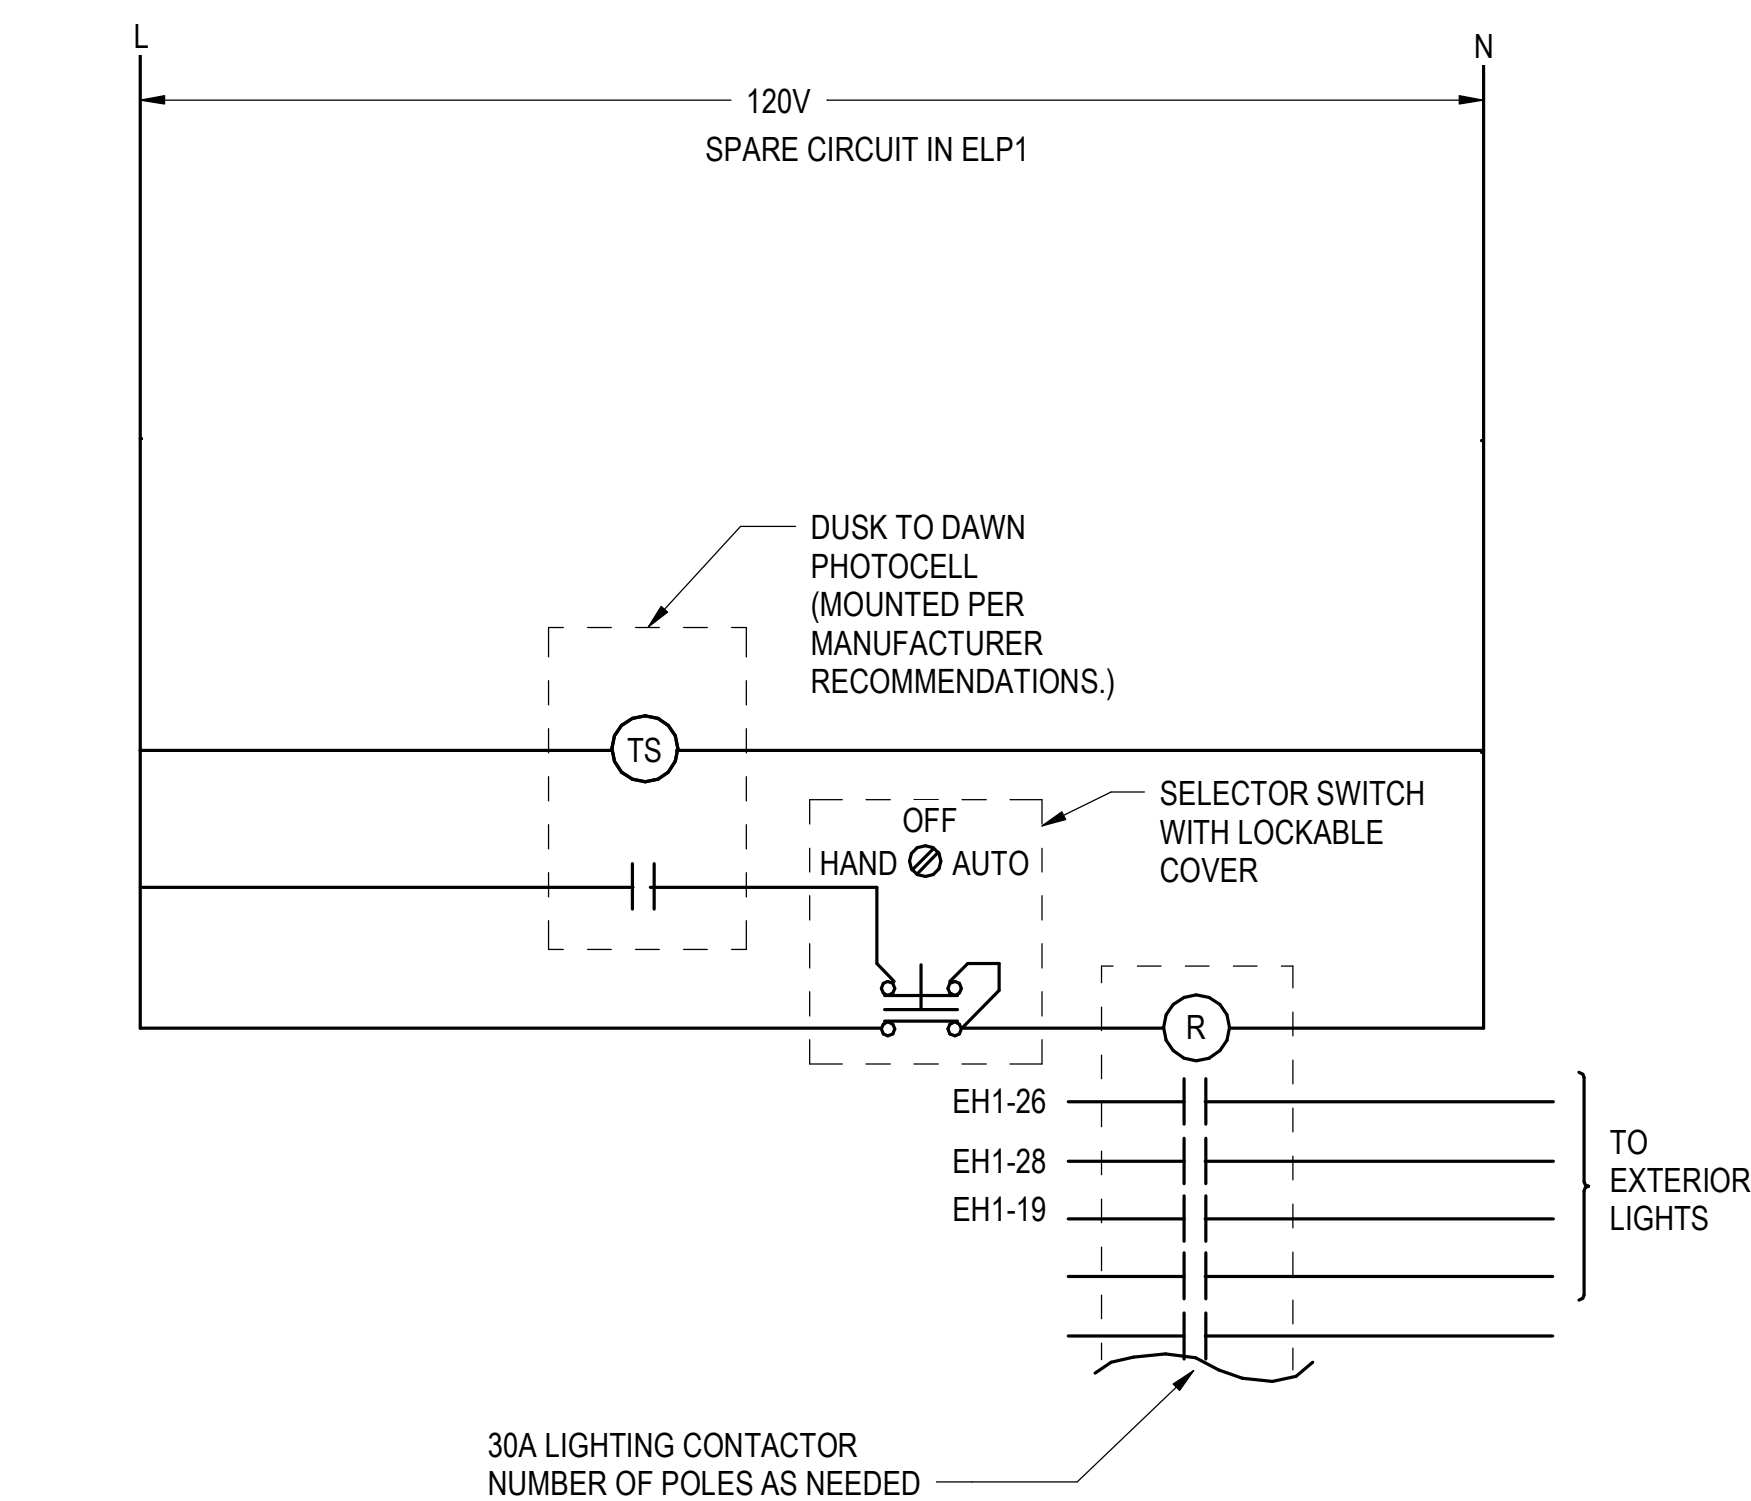 L
N
120V
SPARE CIRCUIT IN ELP1
DUSK TO DAWN
PHOTOCELL
(MOUNTED PER
MANUFACTURER
RECOMMENDATIONS.)
TS
SELECTOR SWITCH
WITH LOCKABLE
COVER
OFF
HAND AUTO
R
EH1-26
EH1-28
EH1-19
TO
EXTERIOR
LIGHTS
30A LIGHTING CONTACTOR
NUMBER OF POLES AS NEEDED